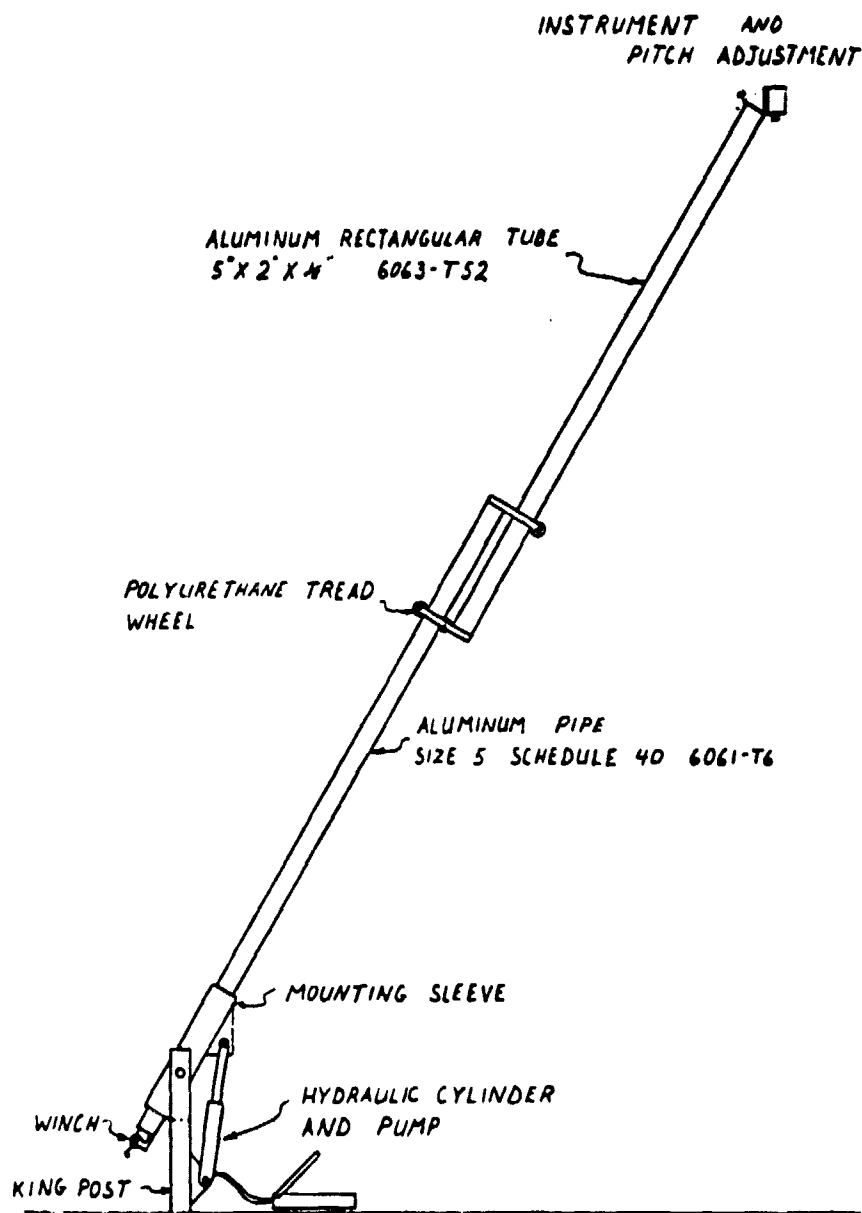 INSTRUMENT AND
PITCH ADJUSTMENT
ALUMINUM RECTANGULAR TUBE
5" X 2" X 6063-T52
POLYURETHANE TREAD
WHEEL
ALUMINUM PIPE
SIZE 5 SCHEDULE 40 6061-T6
MOUNTING SLEEVE
HYDRAULIC CYLINDER
AND PUMP
WINCH
KING POST